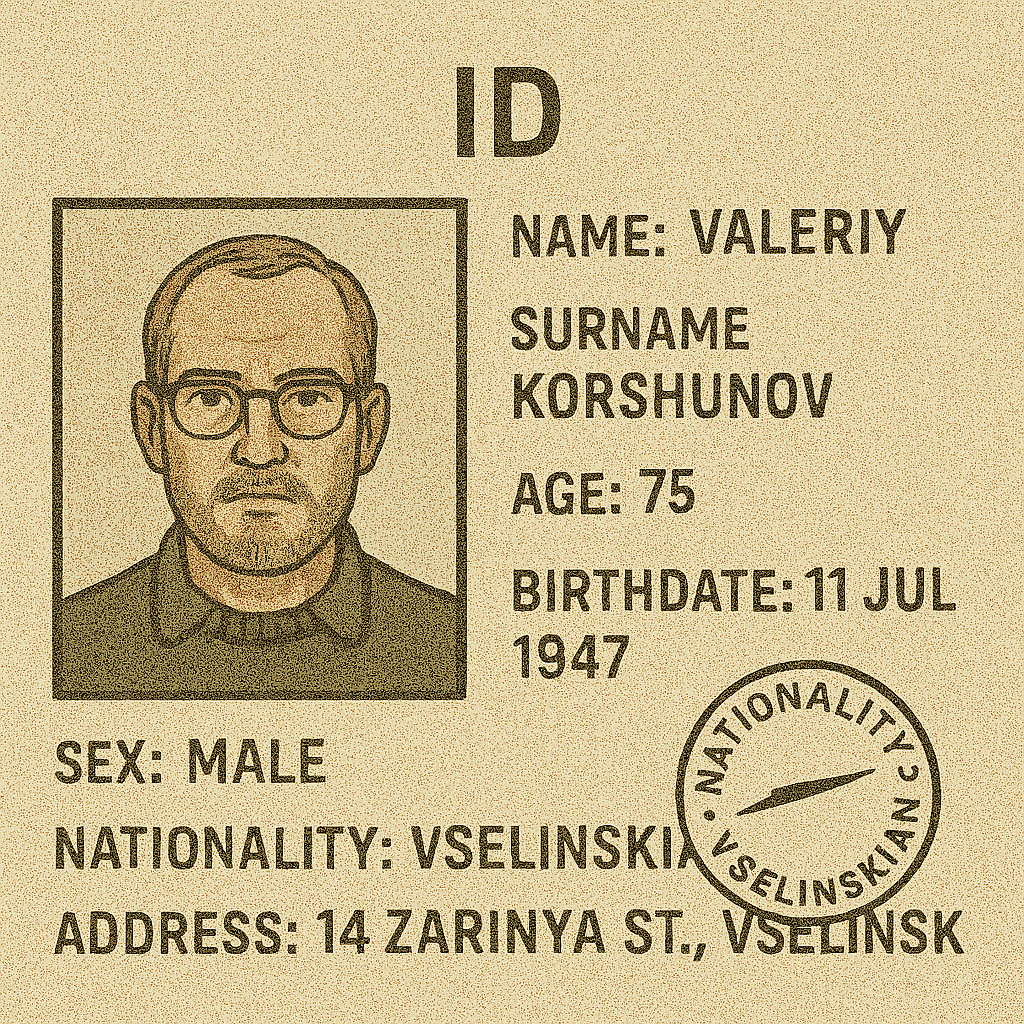 ID
NAME: VALERIY
SURNAME
KORSHUNOV
AGE: 75
BIRTHDATE: 11 JUL
1947
SEX: MALE
NATIONALITY: VSELINSKIA
ADDRESS: 14 ZARINYA ST., VSELINSK
NATIONALITY
VSELINSKIAN